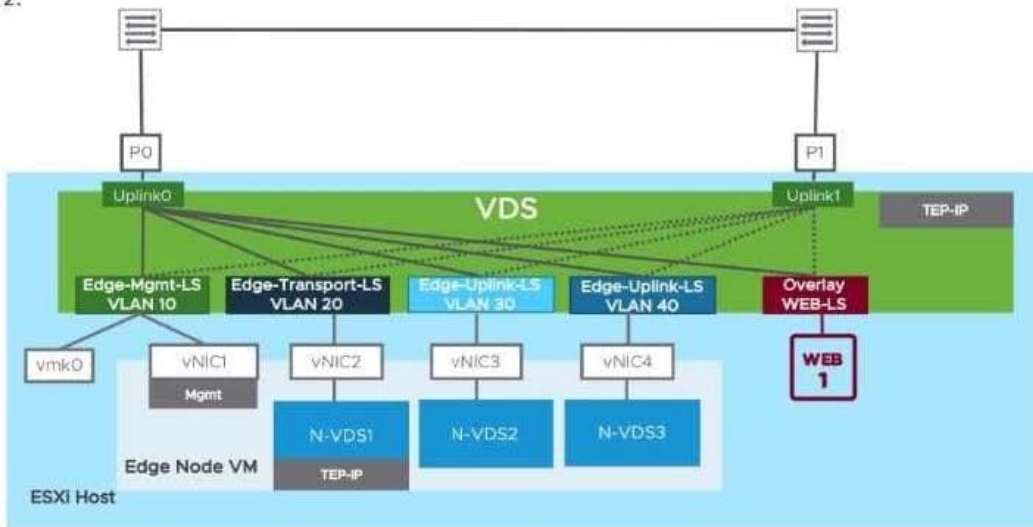 2.
P0
P1
Uplink0
VDS
Uplink1
TEP-IP
Edge-Mgmt-LS
VLAN 10
Edge-Transport-LS
VLAN 20
Edge-Uplink-LS
VLAN 30
Edge-Uplink-LS
VLAN 40
Overlay
WEB-LS
vmk0
vNIC1
Mgmt
vNIC2
vNIC3
vNIC4
WEB
1
N-VDS1
TEP-IP
N-VDS2
N-VDS3
Edge Node VM
ESXi Host